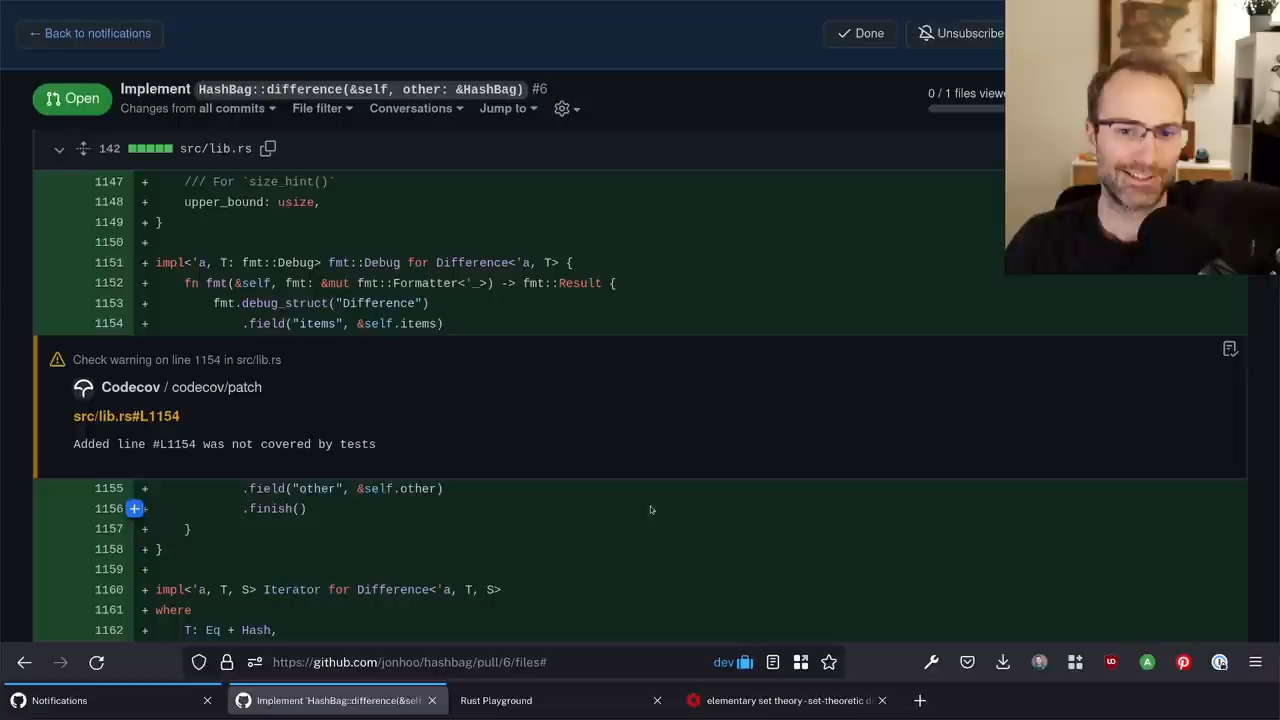 ← Back to notifications
Done
Unsubscribe
Open
Implement HashBag::difference(&self, other: &HashBag) #6
Changes from all commits
File filter
Conversations
Jump to
0 / 1 files viewe
142
src/lib.rs
1147 + /// For `size_hint()`
1148 + upper_bound: usize,
1149 + }
1150 +
1151 + impl<'a, T: fmt::Debug> fmt::Debug for Difference<'a, T> {
1152 + fn fmt(&self, fmt: &mut fmt::Formatter<'_>) -> fmt::Result {
1153 + fmt.debug_struct("Difference")
1154 + .field("items", &self.items)
Check warning on line 1154 in src/lib.rs
Codecov / codecov/patch
src/lib.rs#L1154
Added line #L1154 was not covered by tests
1155 + .field("other", &self.other)
1156 + .finish()
1157 + }
1158 + }
1159 +
1160 + impl<'a, T, S> Iterator for Difference<'a, T, S>
1161 + where
1162 + T: Eq + Hash,
https://github.com/jonhoo/hashbag/pull/6/files#
dev
Notifications
Implement `HashBag::difference(&self
Rust Playground
elementary set theory - set-theoretic d